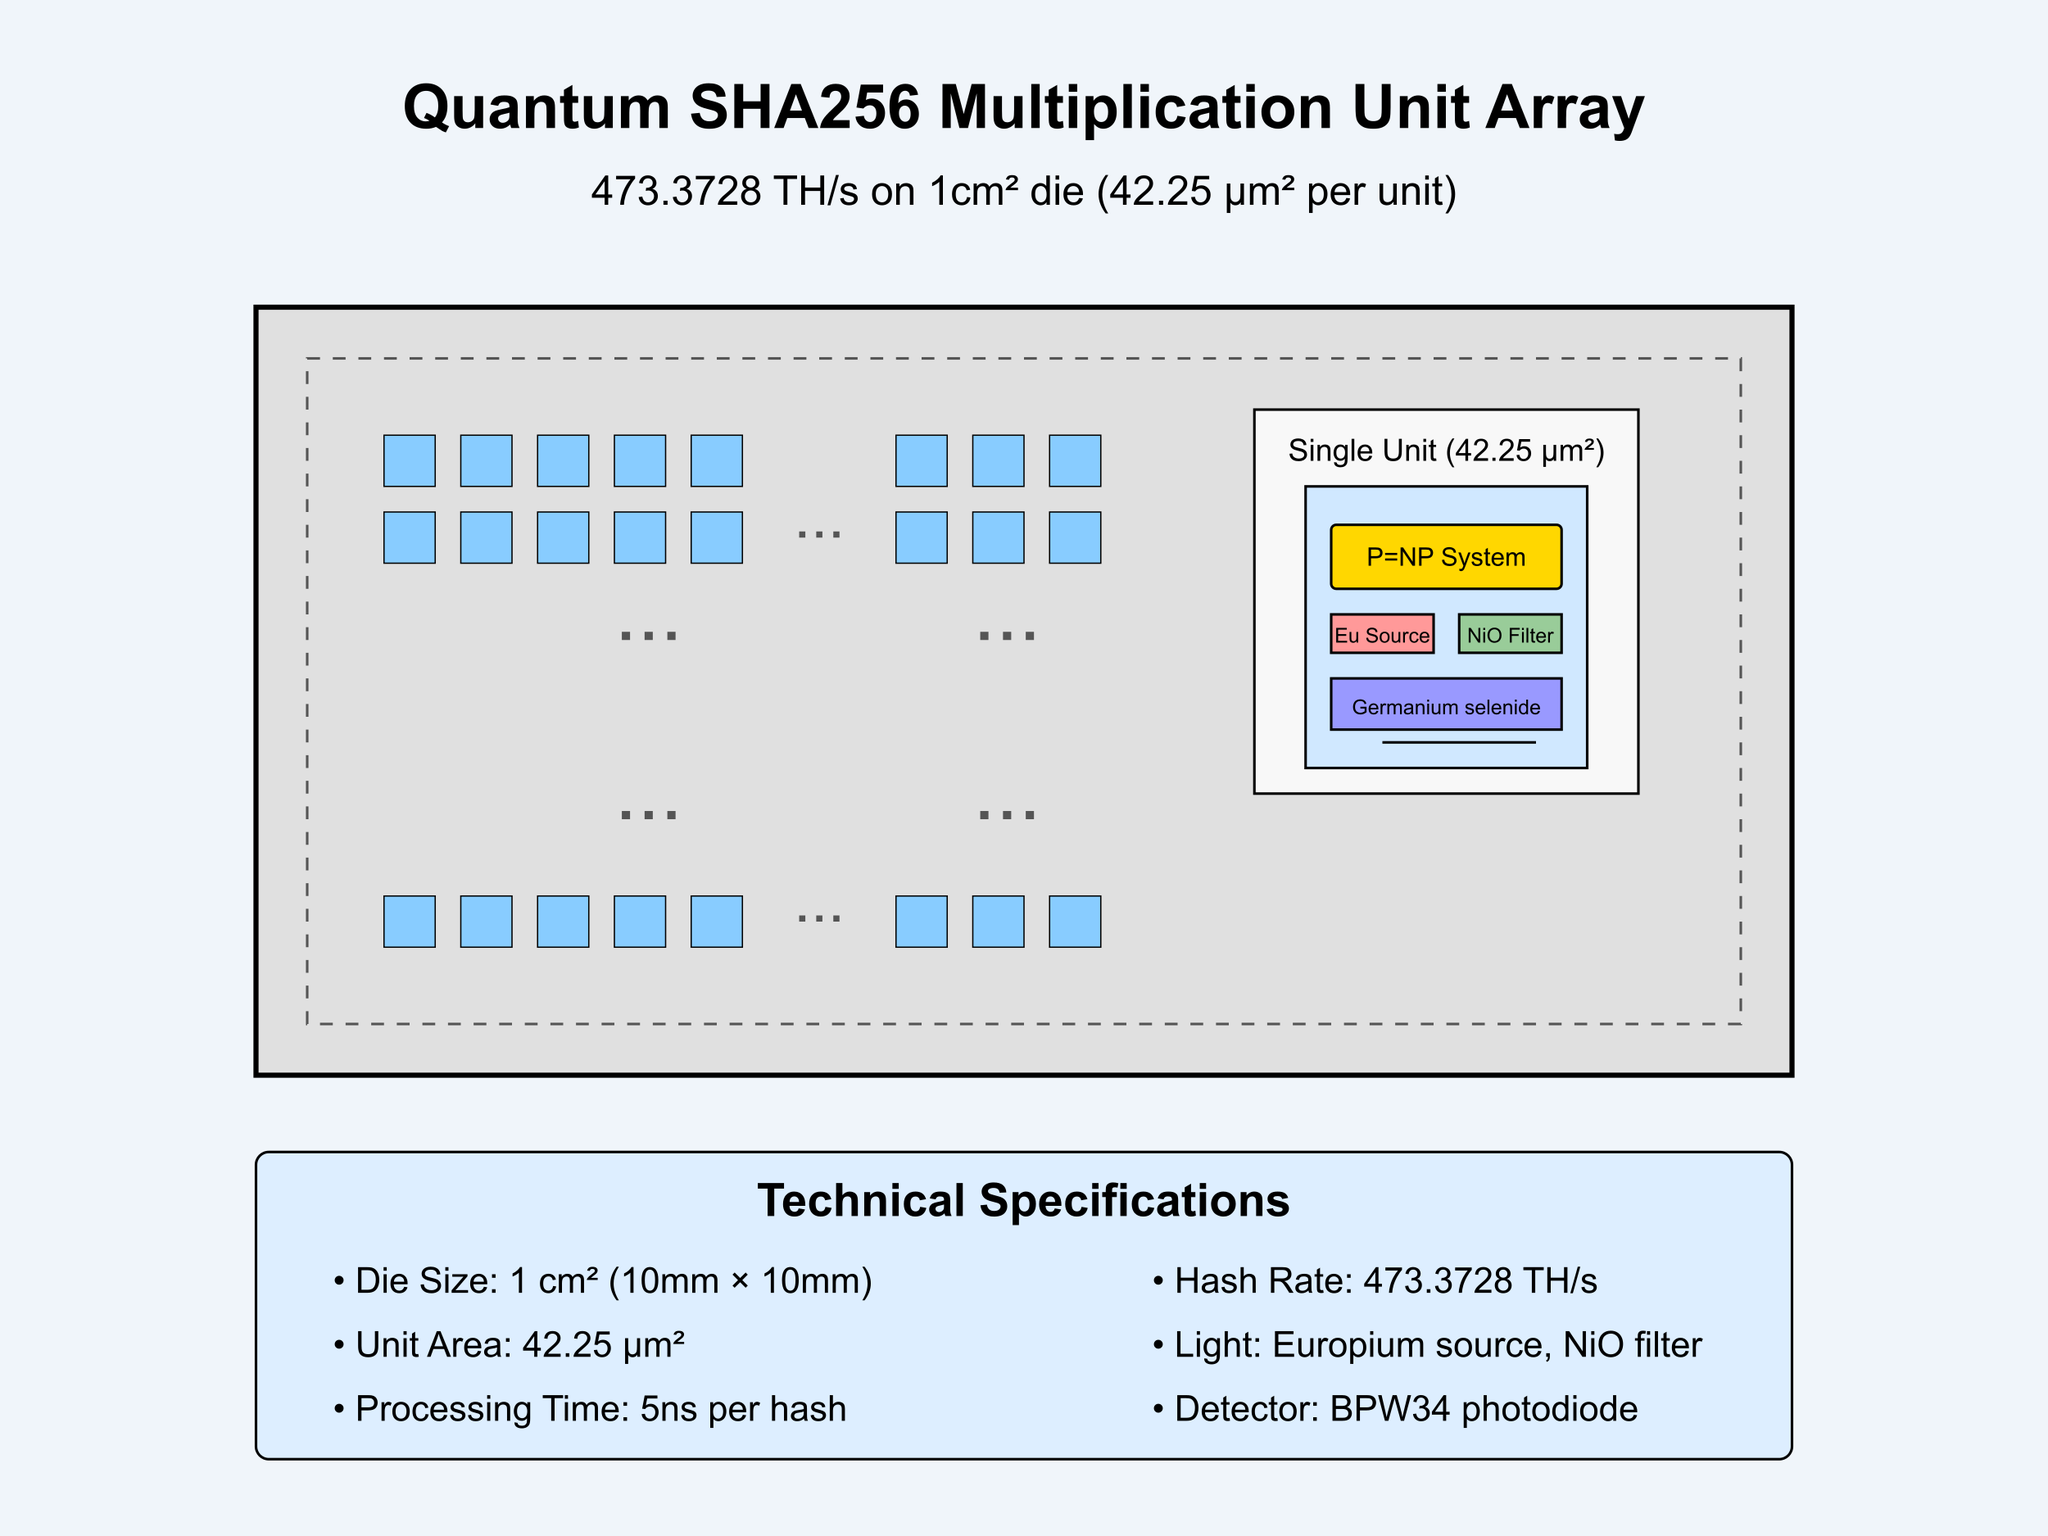 Quantum SHA256 Multiplication Unit Array
473.3728 TH/s on 1cm² die (42.25 µm² per unit)
Single Unit (42.25 µm²)
...
P=NP System
... ...
Eu Source NiO Filter
Germanium selenide
... ...
...
Technical Specifications
• Die Size: 1 cm² (10mm × 10mm)
• Hash Rate: 473.3728 TH/s
• Unit Area: 42.25 µm²
• Light: Europium source, NiO filter
• Processing Time: 5ns per hash
• Detector: BPW34 photodiode